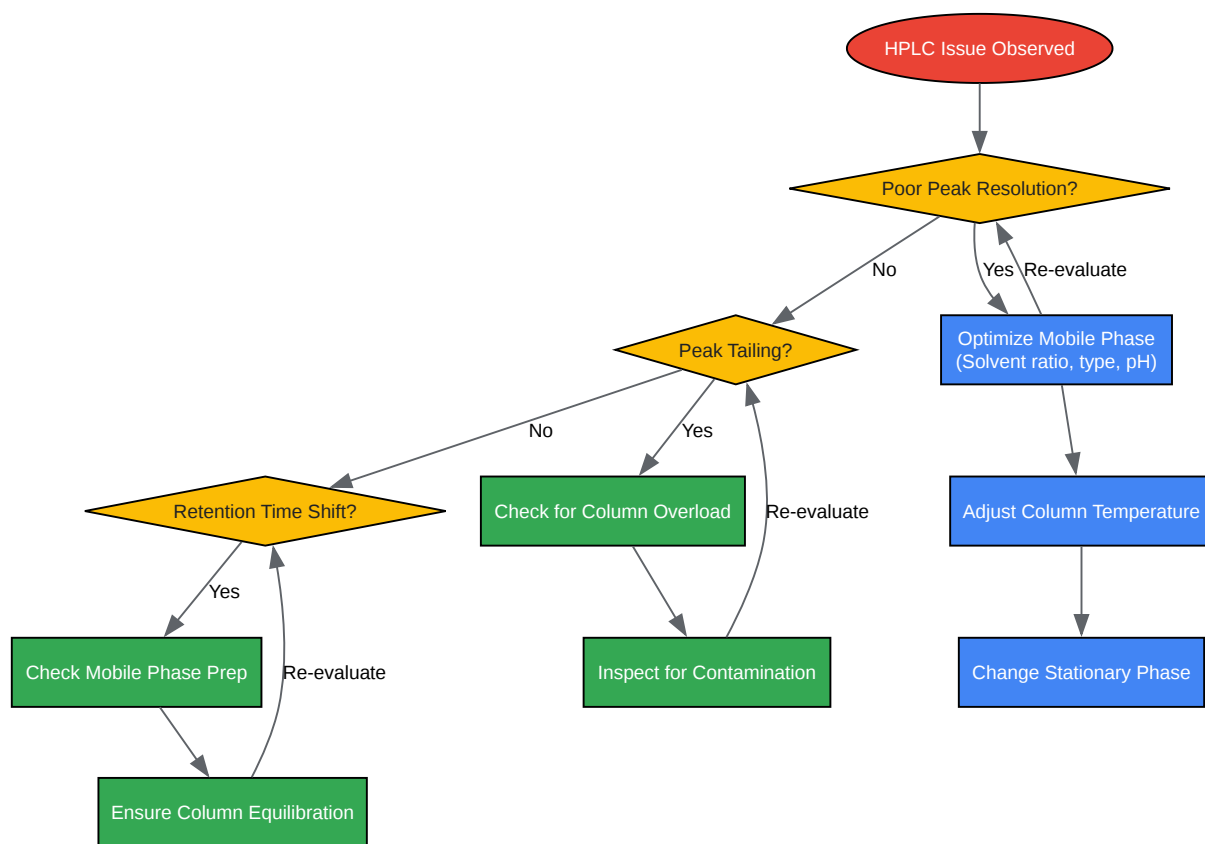 HPLC Issue Observed
Poor Peak Resolution?
No
Yes
Re-evaluate
Peak Tailing?
Optimize Mobile Phase
(Solvent ratio, type, pH)
No
Yes
Retention Time Shift?
Check for Column Overload
Re-evaluate
Adjust Column Temperature
Yes
Check Mobile Phase Prep
Re-evaluate
Inspect for Contamination
Change Stationary Phase
Ensure Column Equilibration